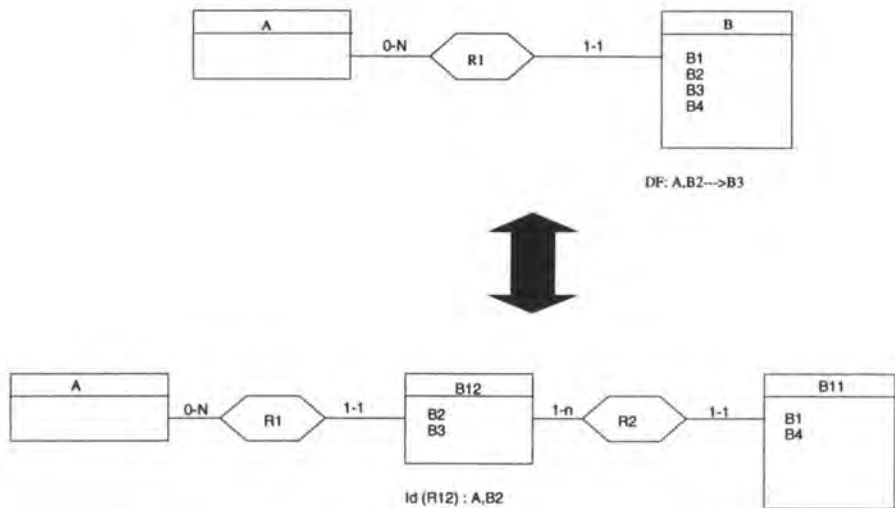 A
B
0-N
R1
1-1
B1
B2
B3
B4
DF: A,B2--->B3
A
B12
B11
0-N
R1
1-1
B2
B3
1-n
R2
1-1
B1
B4
Id (R12) : A,B2